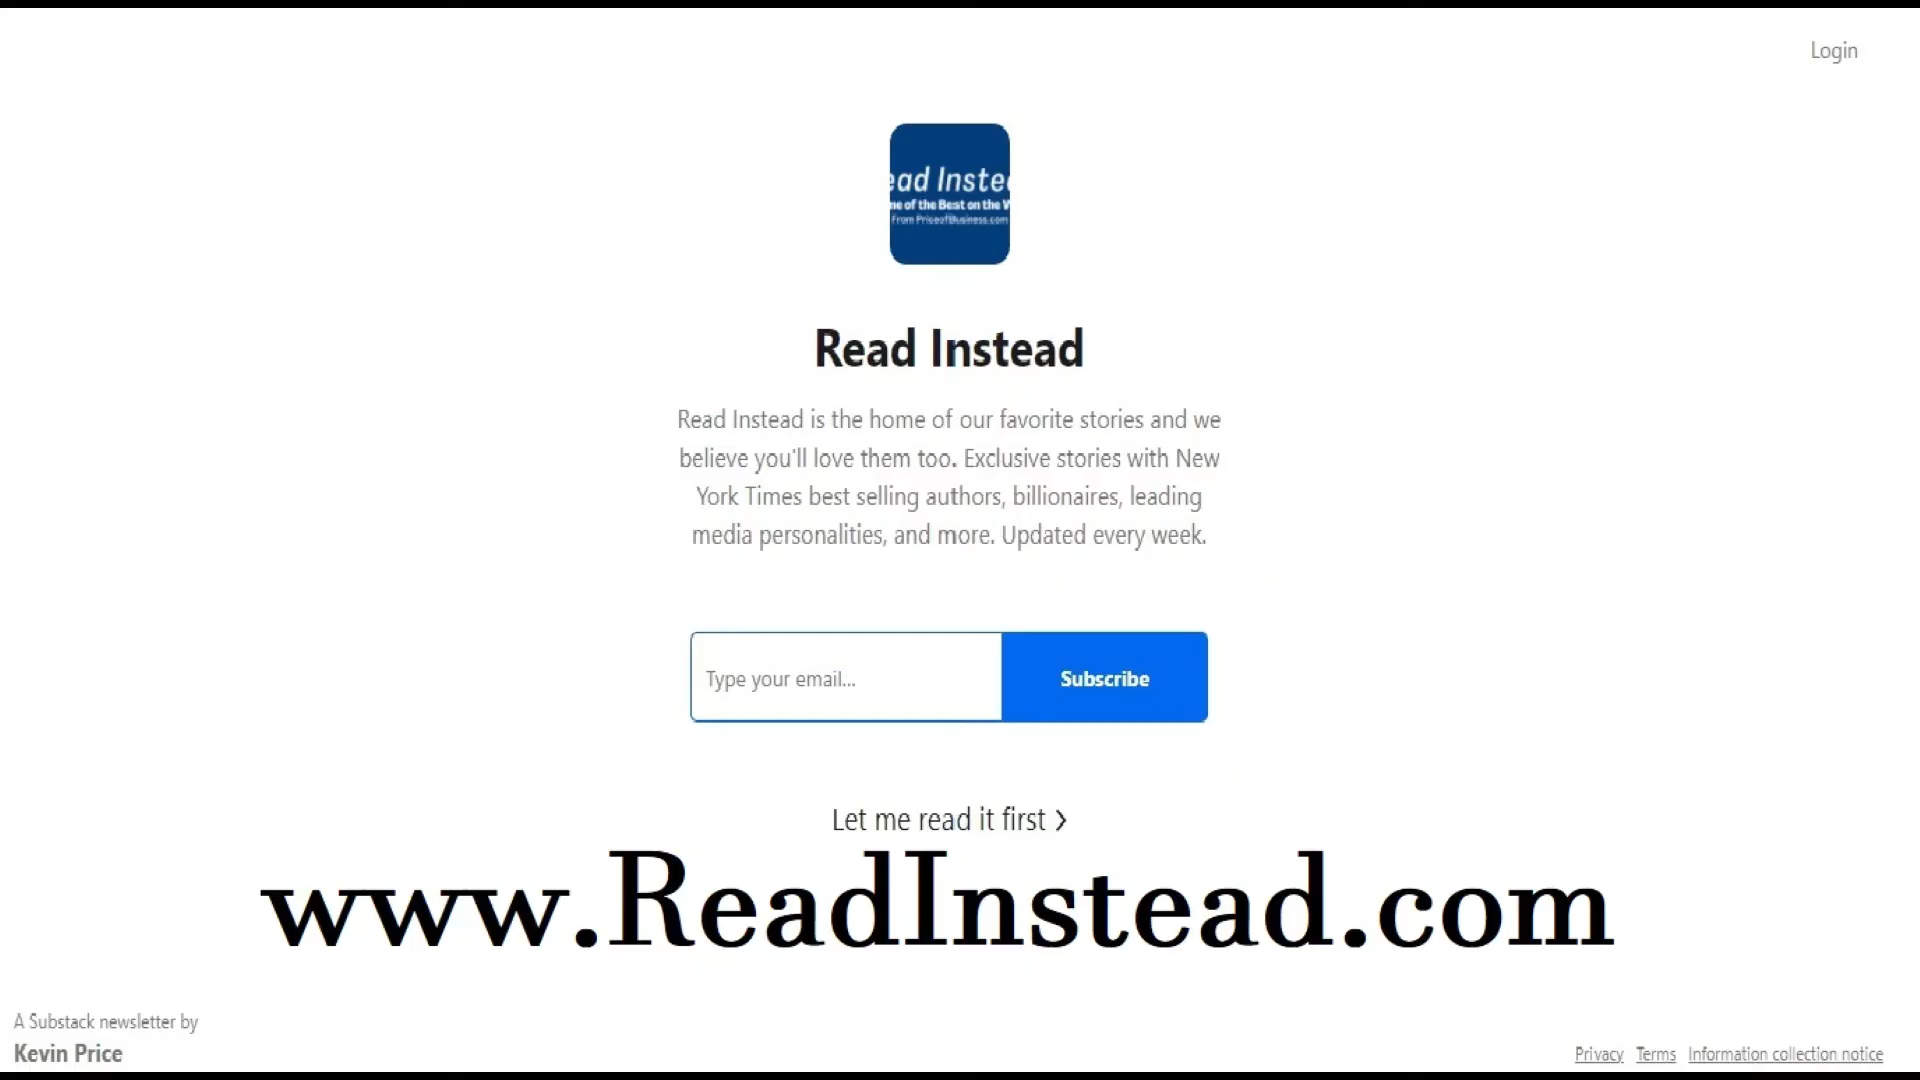 Login
ead Instea
me of the Best on the W
From PriceofBusiness.com
Read Instead
Read Instead is the home of our favorite stories and we
believe you'll love them too. Exclusive stories with New
York Times best selling authors, billionaires, leading
media personalities, and more. Updated every week.
Type your email...
Subscribe
Let me read it first >
www.ReadInstead.com
A Substack newsletter by
Kevin Price
Privacy Terms Information collection notice